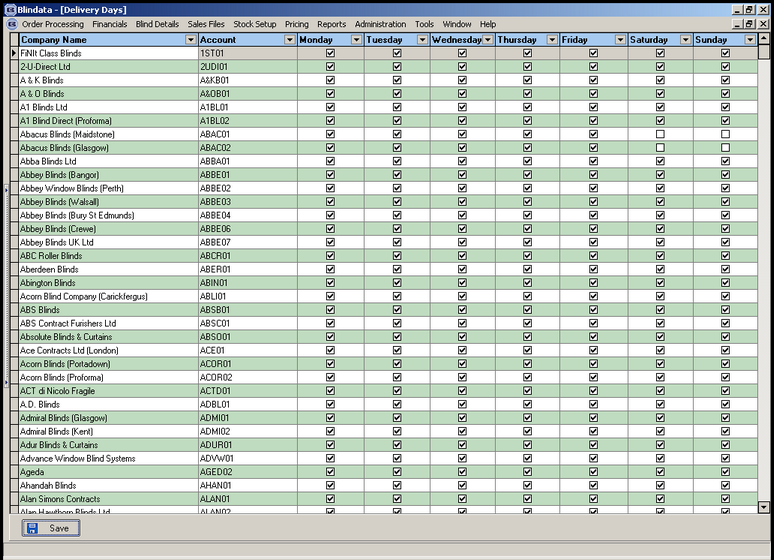 Blindata - [Delivery Days]
Order Processing Financials Blind Details Sales Files Stock Setup Pricing Reports Administration Tools Window Help
Company Name Account Monday Tuesday Wednesday Thursday Friday Saturday Sunday
FiNIt Class Blinds 1ST01
2-U-Direct Ltd 2UDI01
A & K Blinds A&KB01
A & O Blinds A&OB01
A1 Blinds Ltd A1BL01
A1 Blind Direct (Proforma) A1BL02
Abacus Blinds (Maidstone) ABAC01
Abacus Blinds (Glasgow) ABAC02
Abba Blinds Ltd ABBA01
Abbey Blinds (Bangor) ABBE01
Abbey Window Blinds (Perth) ABBE02
Abbey Blinds (Walsall) ABBE03
Abbey Blinds (Bury St Edmunds) ABBE04
Abbey Blinds (Crewe) ABBE06
Abbey Blinds UK Ltd ABBE07
ABC Roller Blinds ABCR01
Aberdeen Blinds ABER01
Abington Blinds ABIN01
Acorn Blind Company (Carickfergus) ABLI01
ABS Blinds ABSB01
ABS Contract Furishers Ltd ABSC01
Absolute Blinds & Curtains ABSO01
Ace Contracts Ltd (London) ACE01
Acorn Blinds (Portadown) ACOR01
Acorn Blinds (Proforma) ACOR02
ACT di Nicolo Fragile ACTD01
A.D. Blinds ADBL01
Admiral Blinds (Glasgow) ADMI01
Admiral Blinds (Kent) ADMI02
Adur Blinds & Curtains ADUR01
Advance Window Blind Systems ADVW01
Ageda AGED02
Ahandah Blinds AHAN01
Alan Simons Contracts ALAN01
Alan Hawthorn Blinds Ltd ALAN02
Save